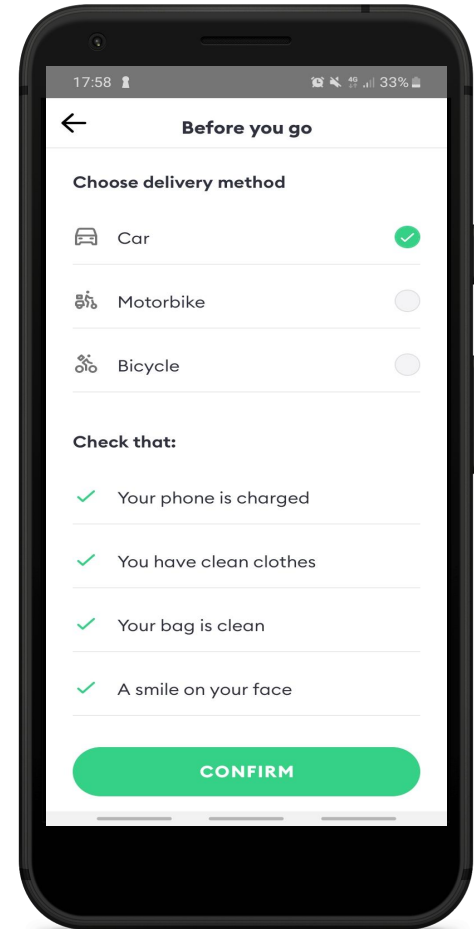 17:58 4G 33%
Before you go
Choose delivery method
Car
Motorbike
Bicycle
Check that:
Your phone is charged
You have clean clothes
Your bag is clean
A smile on your face
CONFIRM